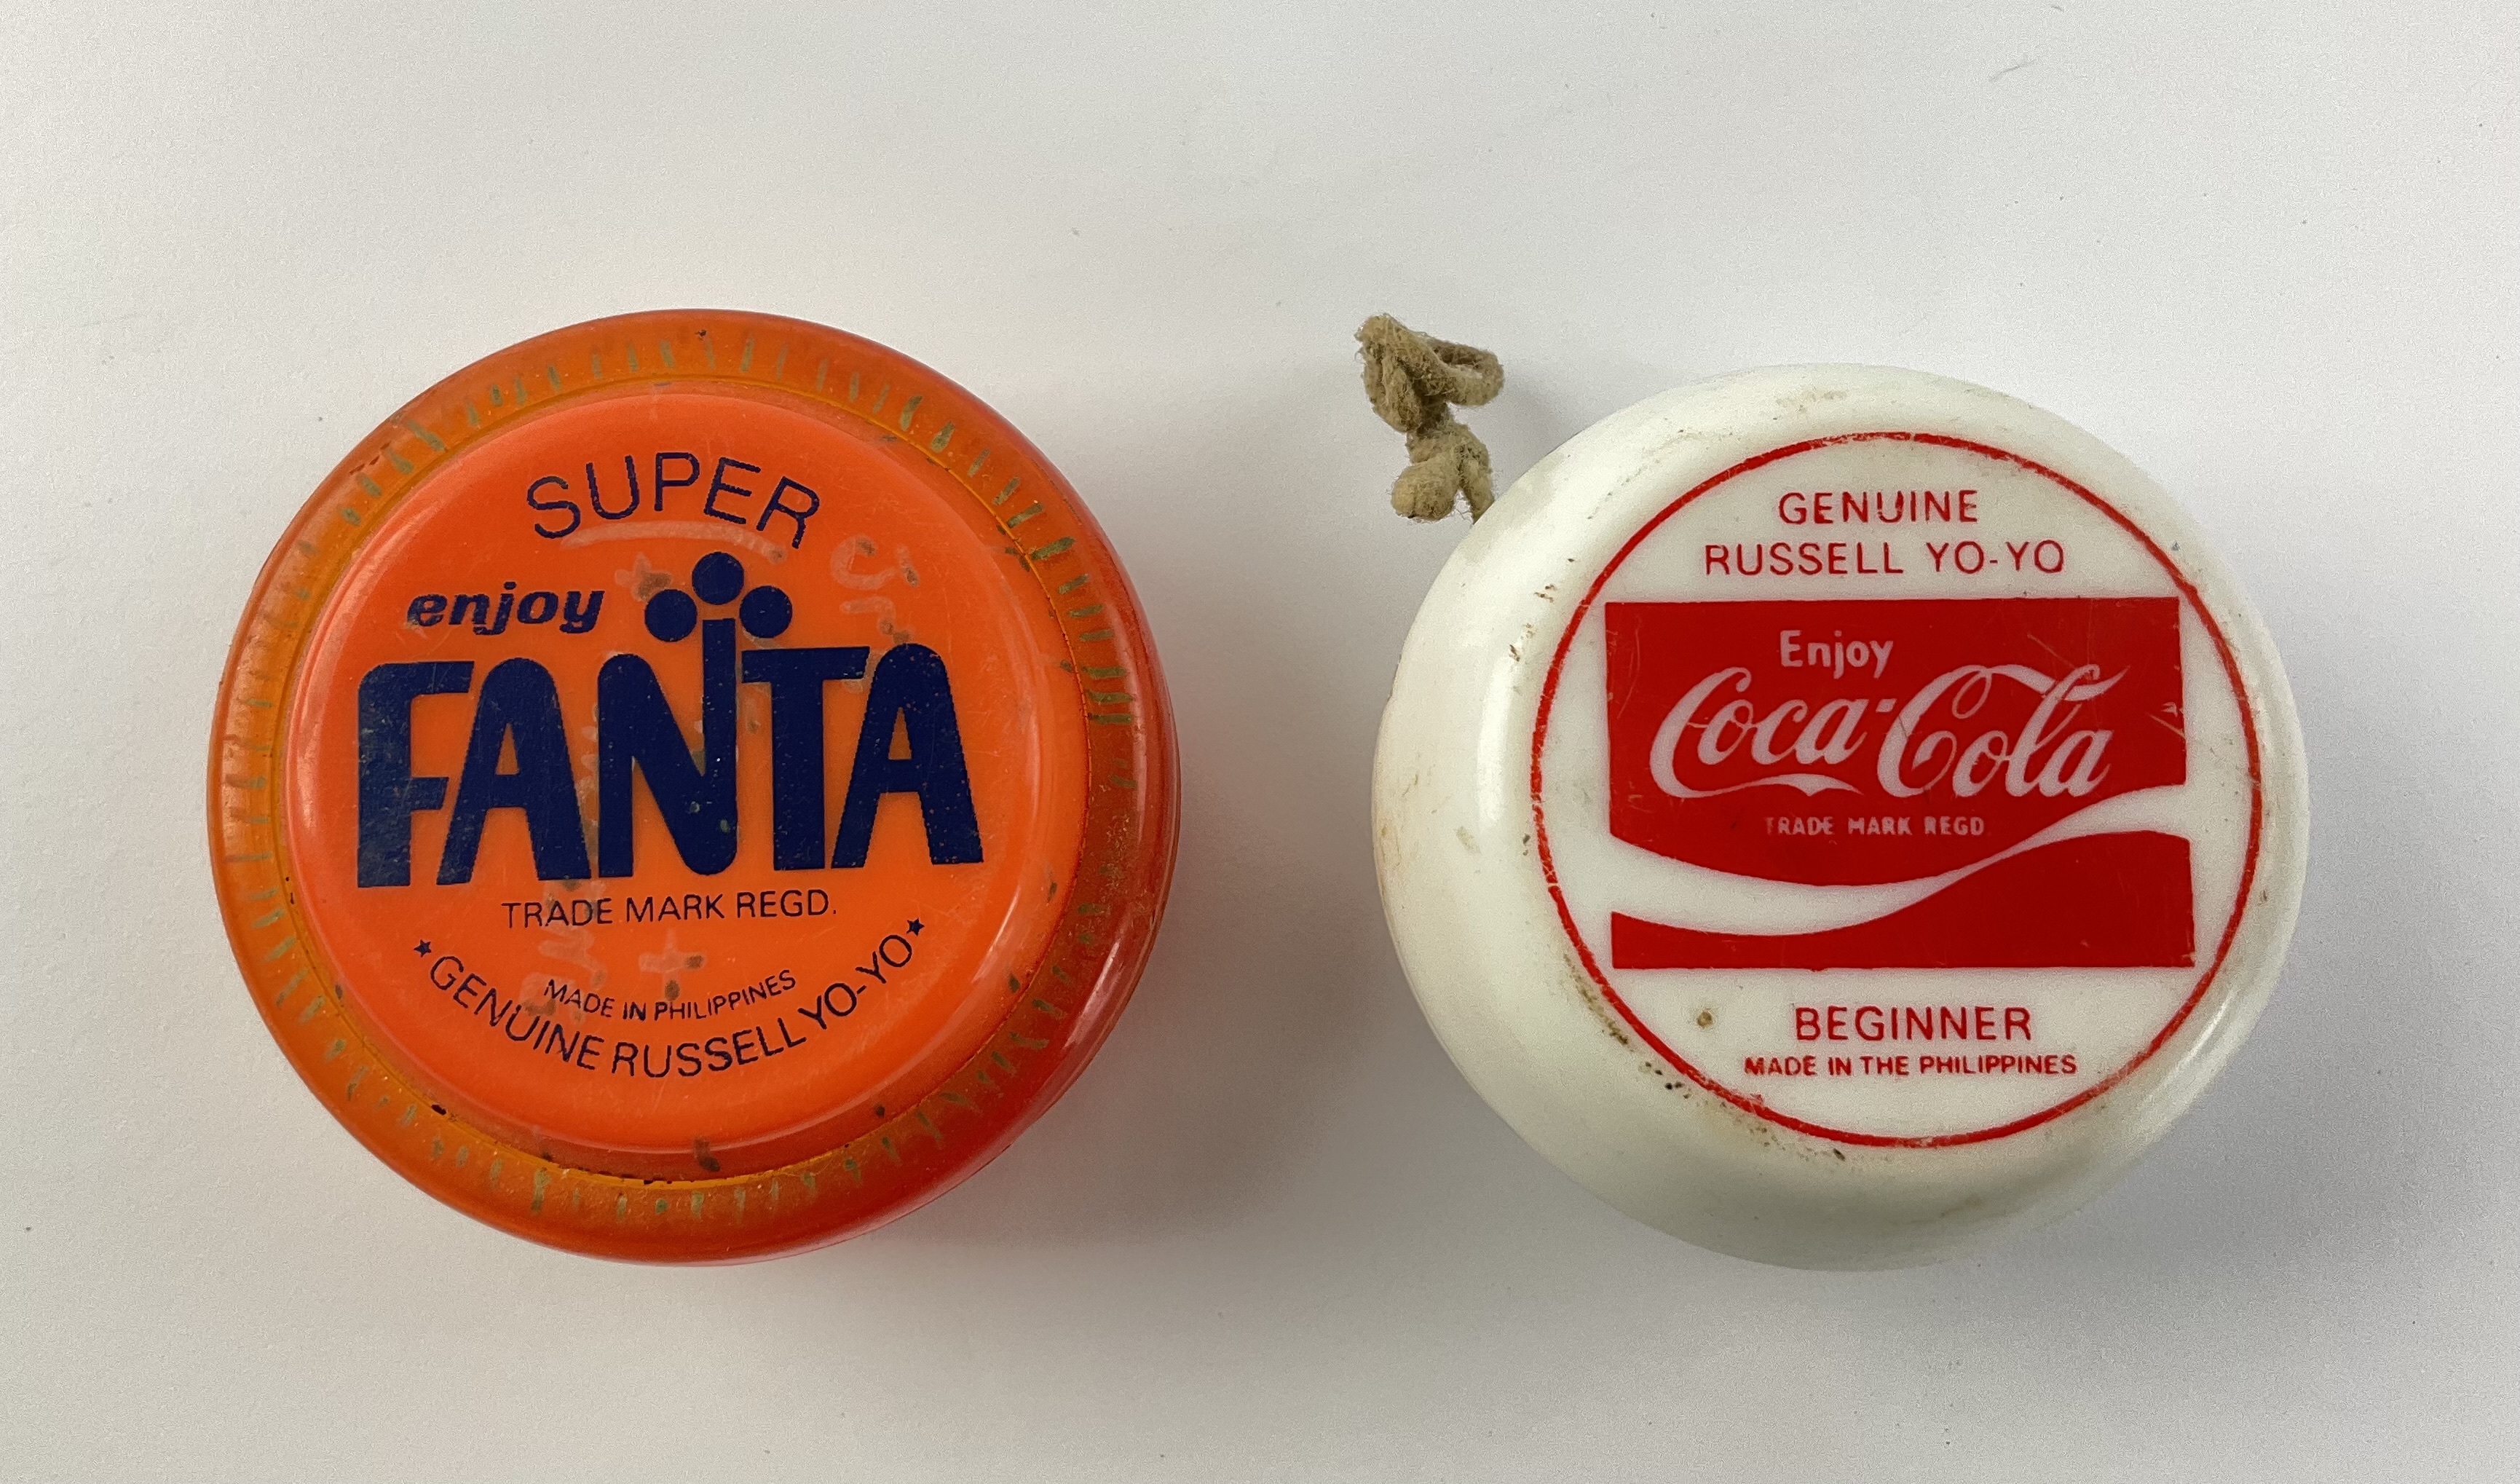 SUPER
enjoy
FANTA
TRADE MARK REGD.
MADE IN PHILIPPINES
★GENUINE RUSSELL YO-YO★
GENUINE
RUSSELL YO-YO
Enjoy
Coca-Cola
TRADE MARK REGD
BEGINNER
MADE IN THE PHILIPPINES